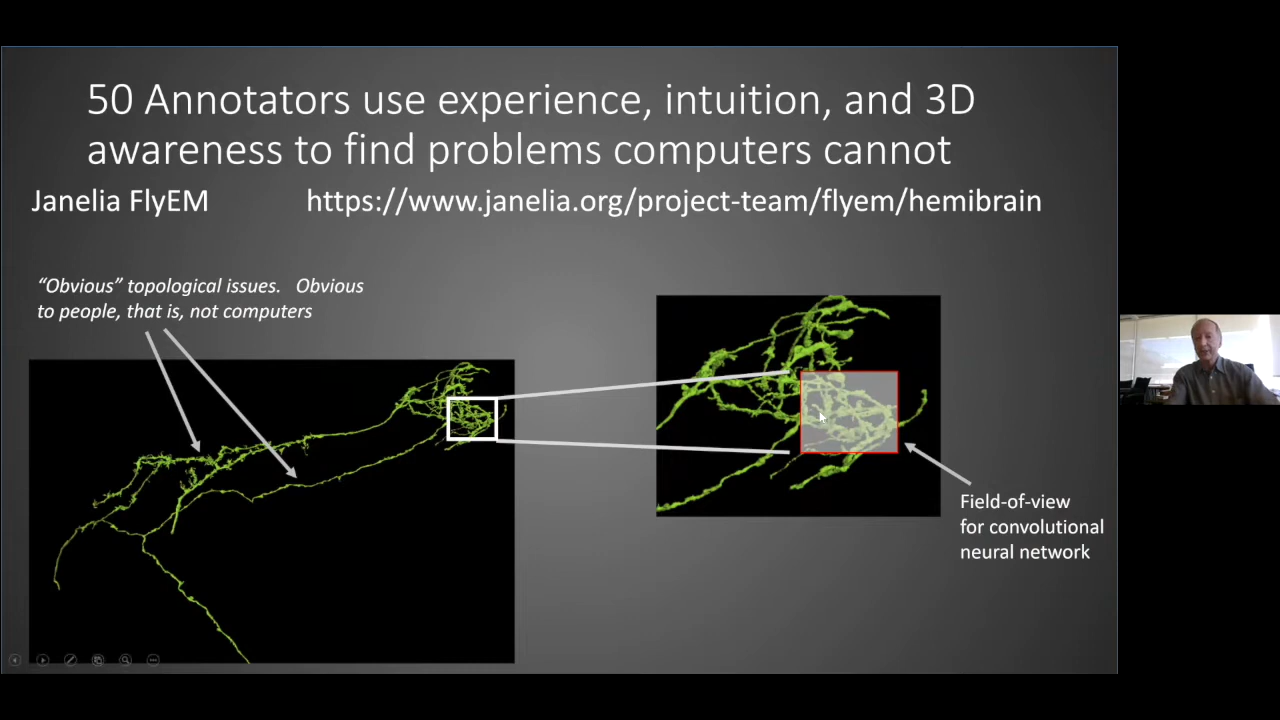 50 Annotators use experience, intuition, and 3D
awareness to find problems computers cannot
Janelia FlyEM https://www.janelia.org/project-team/flyem/hemibrain
“Obvious” topological issues. Obvious
to people, that is, not computers
Field-of-view
for convolutional
neural network